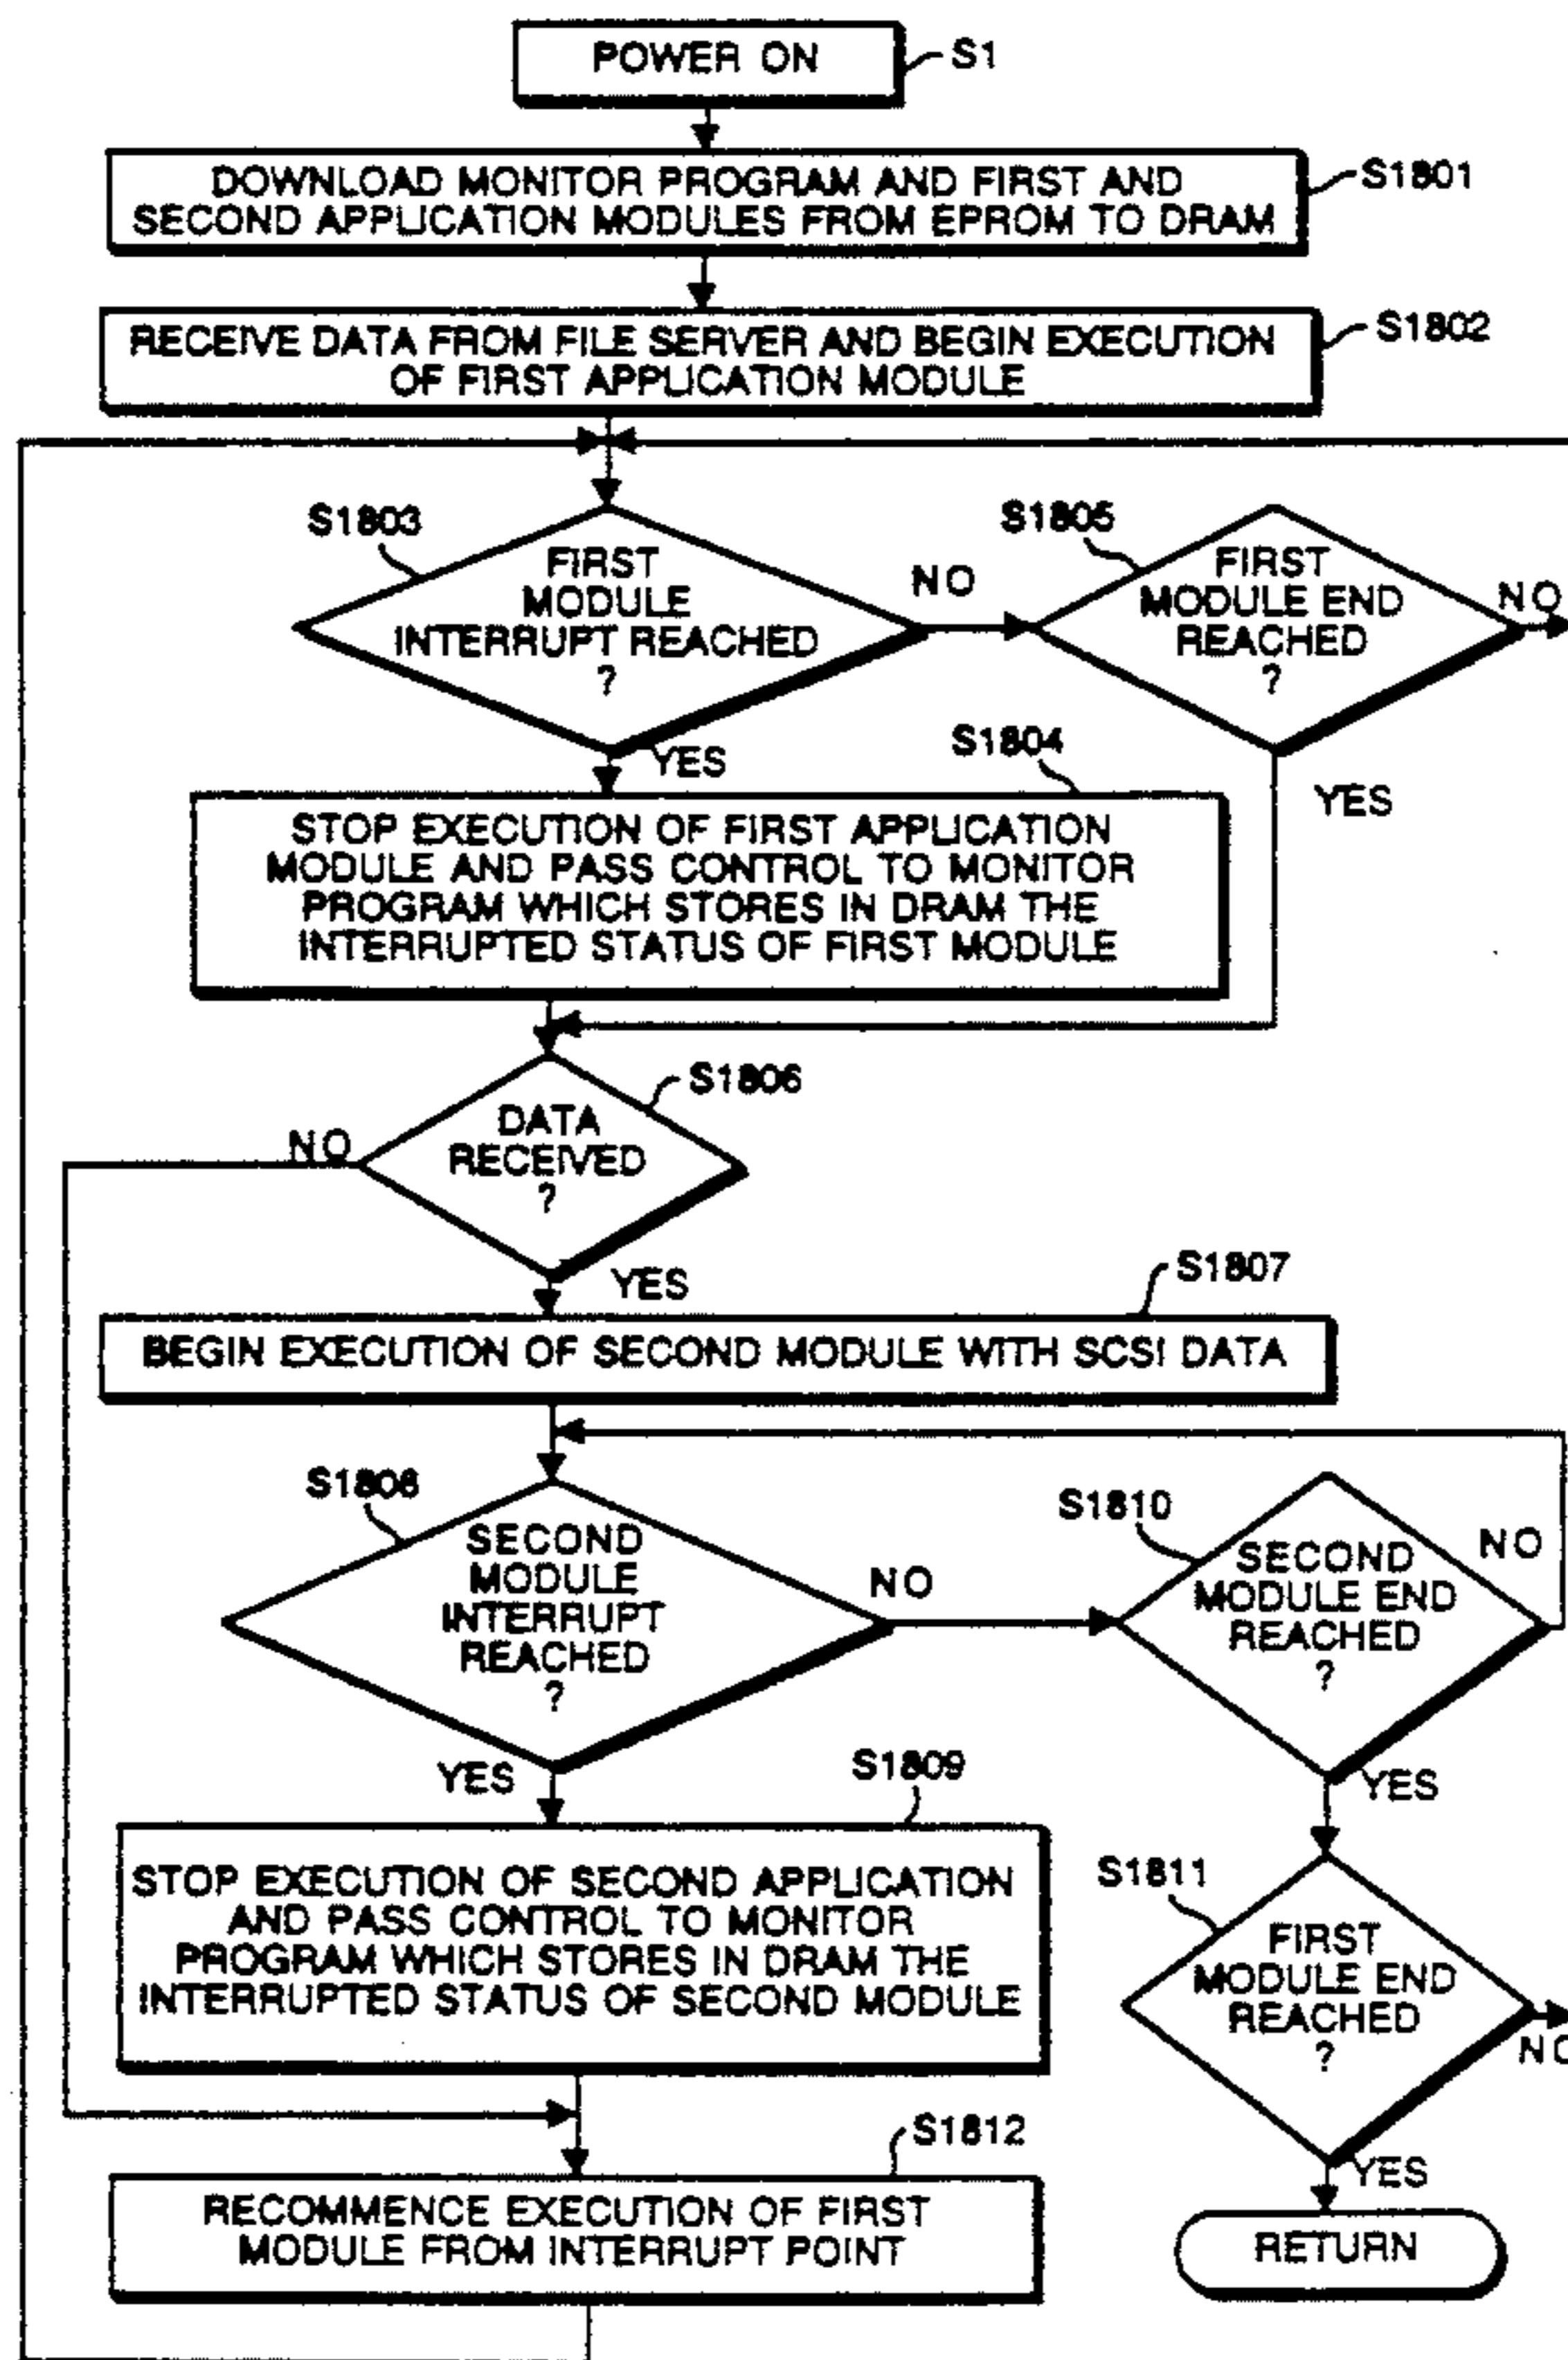 POWER ON
S1
DOWNLOAD MONITOR PROGRAM AND FIRST AND
SECOND APPLICATION MODULES FROM EPROM TO DRAM
S1801
RECEIVE DATA FROM FILE SERVER AND BEGIN EXECUTION
OF FIRST APPLICATION MODULE
S1802
S1803
FIRST
MODULE
INTERRUPT REACHED
?
NO
YES
S1805
FIRST
MODULE END
REACHED
?
NO
YES
S1804
STOP EXECUTION OF FIRST APPLICATION
MODULE AND PASS CONTROL TO MONITOR
PROGRAM WHICH STORES IN DRAM THE
INTERRUPTED STATUS OF FIRST MODULE
S1806
DATA
RECEIVED
?
NO
YES
S1807
BEGIN EXECUTION OF SECOND MODULE WITH SCSI DATA
S1808
SECOND
MODULE
INTERRUPT
REACHED
?
NO
YES
S1810
SECOND
MODULE END
REACHED
?
NO
YES
S1809
STOP EXECUTION OF SECOND APPLICATION
AND PASS CONTROL TO MONITOR
PROGRAM WHICH STORES IN DRAM THE
INTERRUPTED STATUS OF SECOND MODULE
S1811
FIRST
MODULE END
REACHED
?
NO
YES
S1812
RECOMMENCE EXECUTION OF FIRST
MODULE FROM INTERRUPT POINT
RETURN